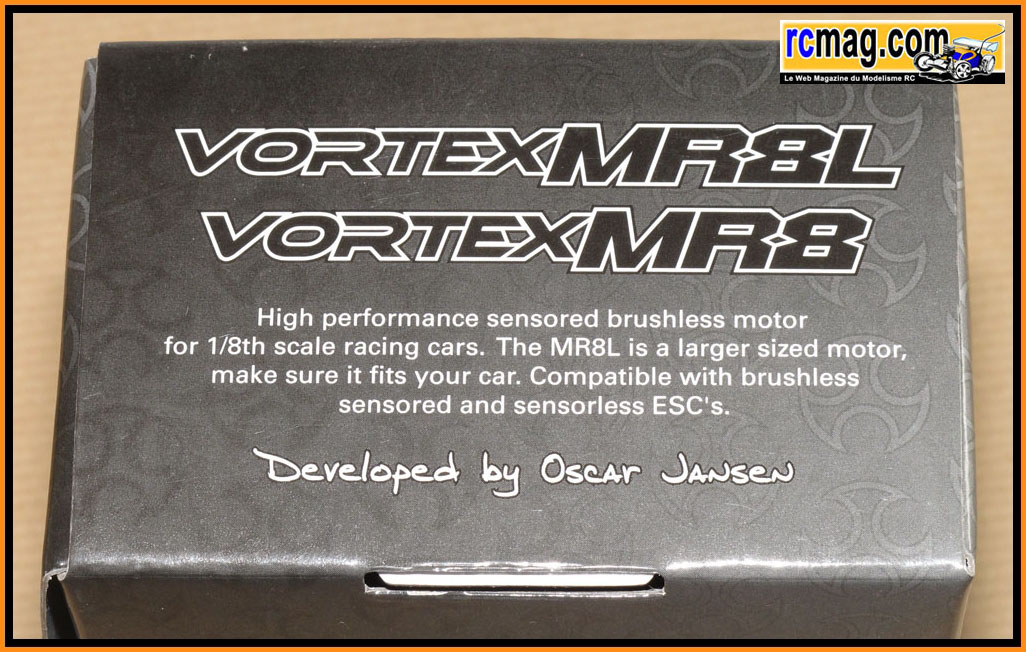 rcmag.com
Le Web Magazine du Modelisme RC
VORTEXMR8L
VORTEXMR8
High performance sensored brushless motor
for 1/8th scale racing cars. The MR8L is a larger sized motor,
make sure it fits your car. Compatible with brushless
sensored and sensorless ESC's.
Developed by Oscar Jansen